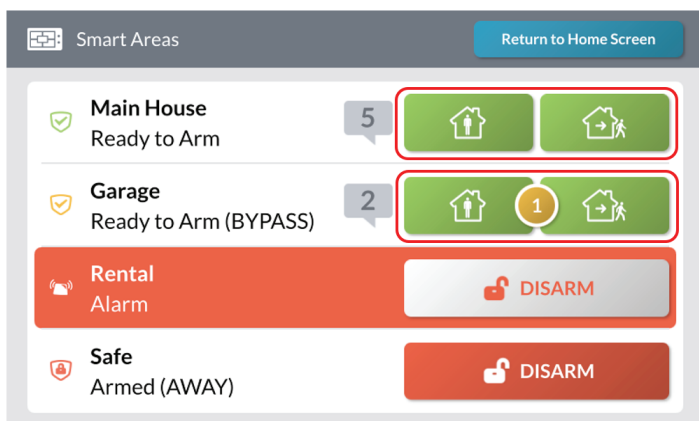 Smart Areas
Return to Home Screen
Main House
Ready to Arm
5
Garage
Ready to Arm (BYPASS)
2
1
Rental
Alarm
DISARM
Safe
Armed (AWAY)
DISARM